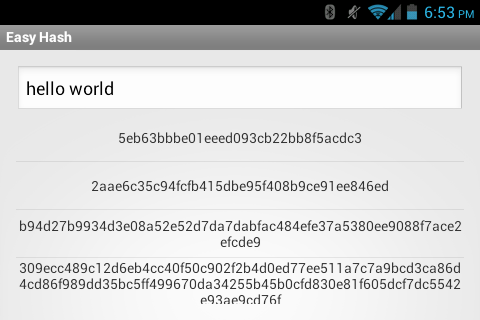 6:53 PM
Easy Hash
hello world
5eb63bbbe01eeed093cb22bb8f5acdc3
2aae6c35c94fcfb415dbe95f408b9ce91ee846ed
b94d27b9934d3e08a52e52d7da7dabfac484efe37a5380ee9088f7ace2
efcde9
309ecc489c12d6eb4cc40f50c902f2b4d0ed77ee511a7c7a9bcd3ca86d
4cd86f989dd35bc5ff499670da34255b45b0cfd830e81f605dcf7dc5542
e93ae9cd76f